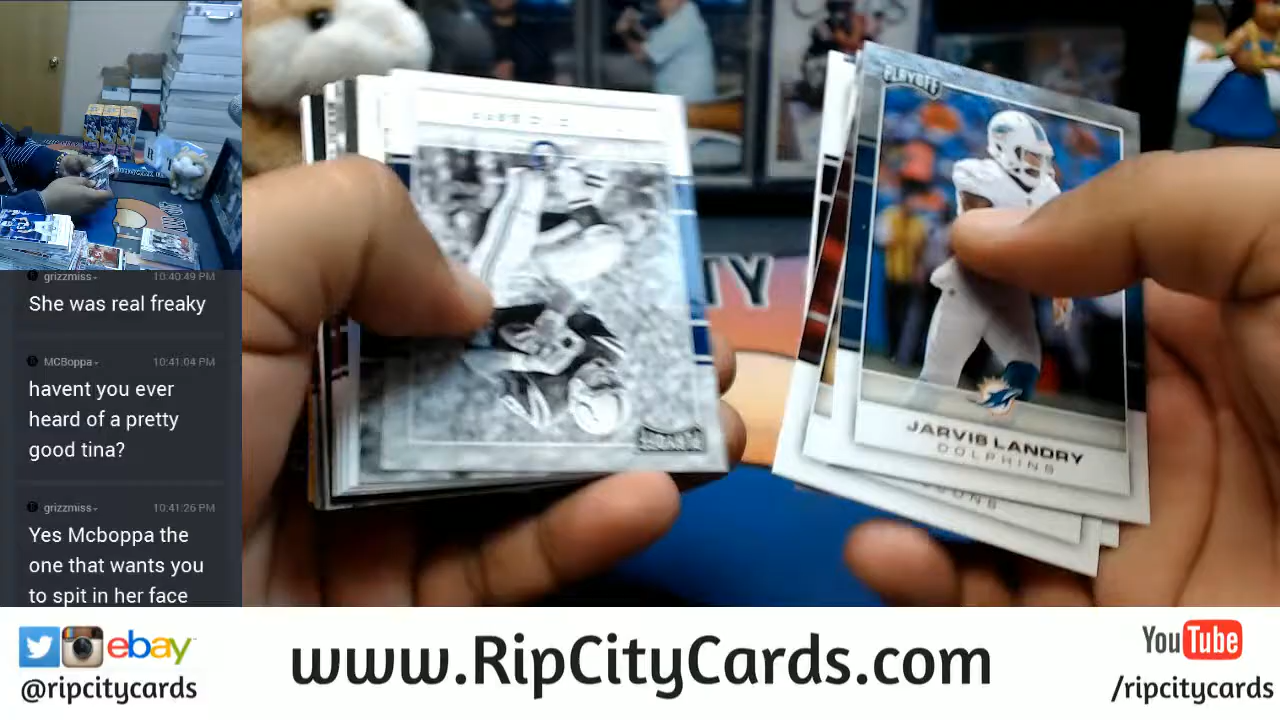 grizzmiss
10:40:49 PM
She was real freaky
MCBoppa
10:41:04 PM
havent you ever
heard of a pretty
good tina?
grizzmiss
10:41:26 PM
Yes Mcboppa the
one that wants you
to spit in her face
PLAYOFF
JARVIS LANDRY
DOLPHINS
ebay
@ripcitycards
www.RipCityCards.com
YouTube
/ripcitycards